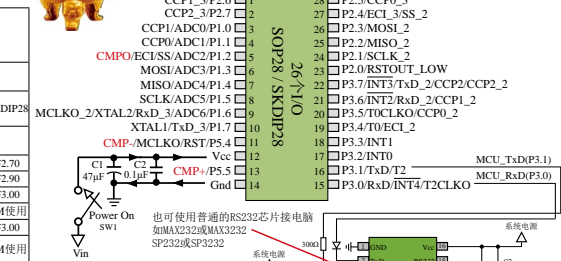 CCP2_3/P2.7
CCP1/ADC0/P1.0
CCP0/ADC1/P1.1
CMPO/ECI/SS/ADC2/P1.2
MOSI/ADC3/P1.3
MISO/ADC4/P1.4
SCLK/ADC5/P1.5
MCLKO_2/XTAL2/RxD_3/ADC6/P1.6
XTAL1/TxD_3/P1.7
CMP-/MCLKO/RST/P5.4
Vcc
CMP+/P5.5
Gnd
2
3
4
5
6
7
8
9
10
11
12
13
14
SOP28 / SKDIP28
26个I/O
27
26
25
24
23
22
21
20
19
18
17
16
15
P2.4/ECI_3/SS_2
P2.3/MOSI_2
P2.2/MISO_2
P2.1/SCLK_2
P2.0/RSTOUT_LOW
P3.7/INT3/TxD_2/CCP2/CCP2_2
P3.6/INT2/RxD_2/CCP1_2
P3.5/T0CLKO/CCP0_2
P3.4/T0/ECI_2
P3.3/INT1
P3.2/INT0
P3.1/TxD/T2
P3.0/RxD/INT4/T2CLKO
MCU_TxD(P3.1)
MCU_RxD(P3.0)
C1
47μF
C2
0.1μF
Power On
SW1
Vin
也可使用普通的RS232芯片接电脑
如MAX232或MAX3232
SP232或SP3232
系统电源
系统电源
300Ω
1
GND
Vcc
16
DIP28
F2.70
F2.90
F3.00
M使用
F3.00
M使用